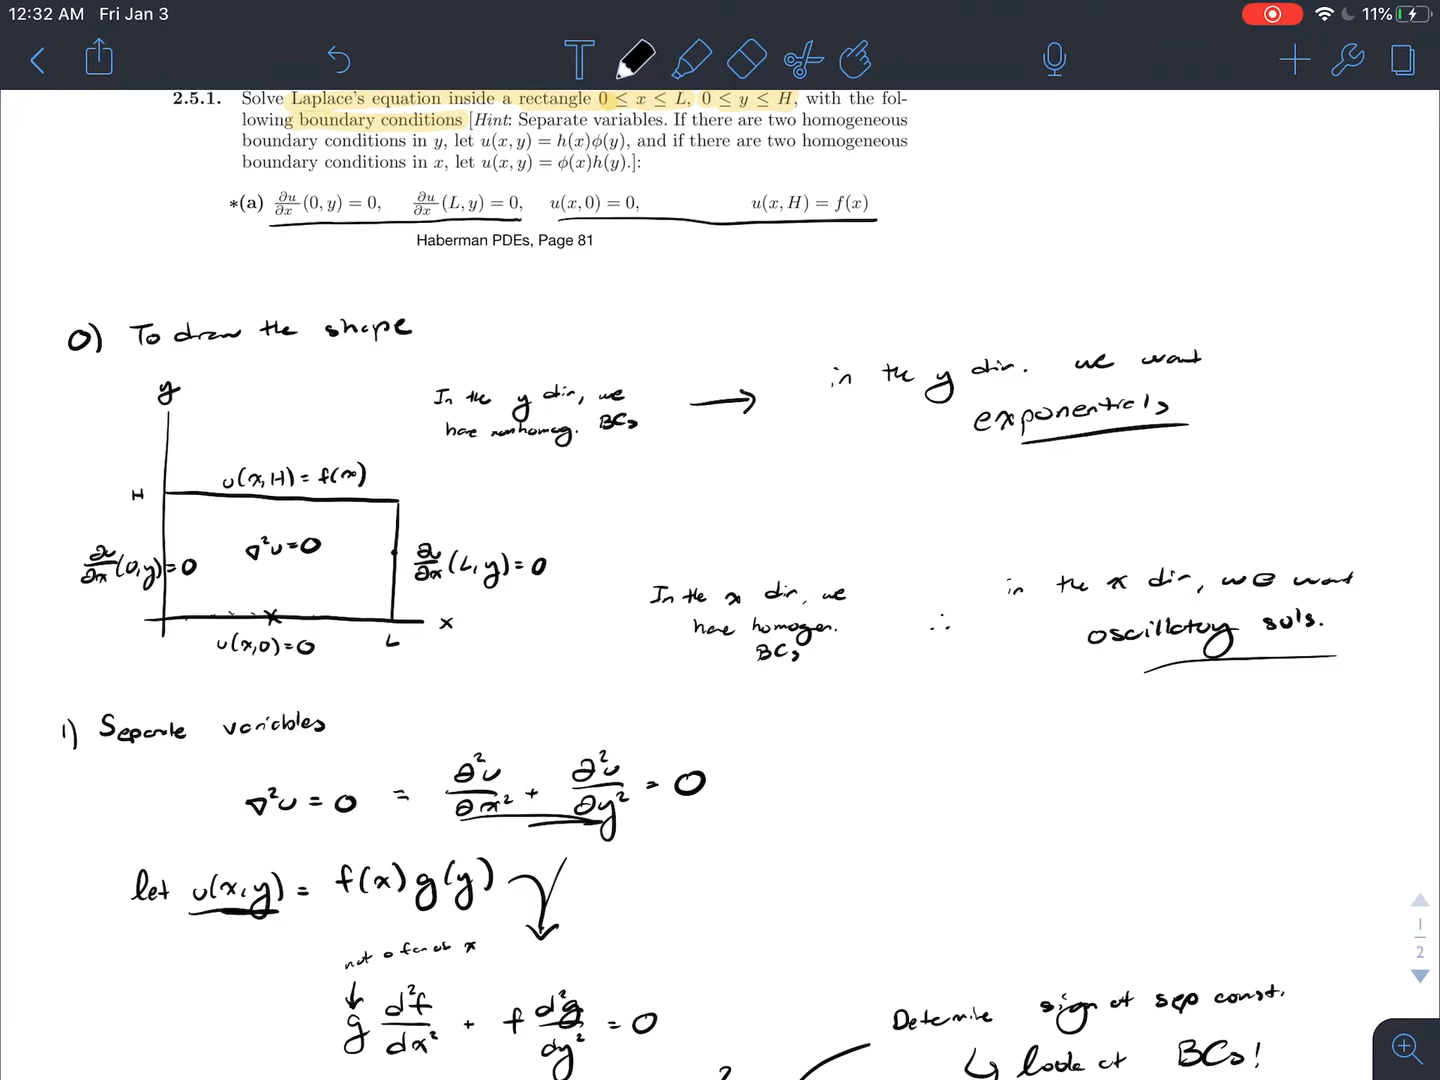 12:32 AM Fri Jan 3
11%
2.5.1. Solve Laplace's equation inside a rectangle 0 ≤ x ≤ L, 0 ≤ y ≤ H, with the fol-
lowing boundary conditions [Hint: Separate variables. If there are two homogeneous
boundary conditions in y, let u(x, y) = h(x)ϕ(y), and if there are two homogeneous
boundary conditions in x, let u(x, y) = ϕ(x)h(y).]:
*(a) ∂u/∂x (0, y) = 0, ∂u/∂x (L, y) = 0, u(x, 0) = 0, u(x, H) = f(x)
Haberman PDEs, Page 81
0) To draw the shape
y
In the y dir, we
have nonhomog. BCs
→
in the y dir. we want
exponentials
H
u(x,H) = f(x)
∇²u=0
∂u/∂x (0,y)=0
∂u/∂x (L,y)=0
x
L
u(x,0)=0
In the x dir, we
have homogen.
BCs
∴
in the x dir, we want
oscillatory sols.
1) Separate variables
∇²u = 0 = ∂²u/∂x² + ∂²u/∂y² = 0
let u(x,y) = f(x) g(y)
not a fcn of x
g d²f/dx² + f d²g/dy² = 0
Determine sign of sep const.
↳ look at BCs!
1
2